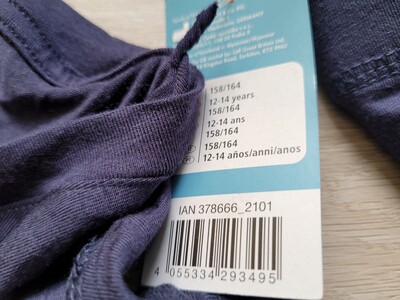 GERMANY
158/164
12-14 years
158/164
12-14 ans
158/164
158/164
12-14 años/anni/anos
IAN 378666_2101
4 055334 293495